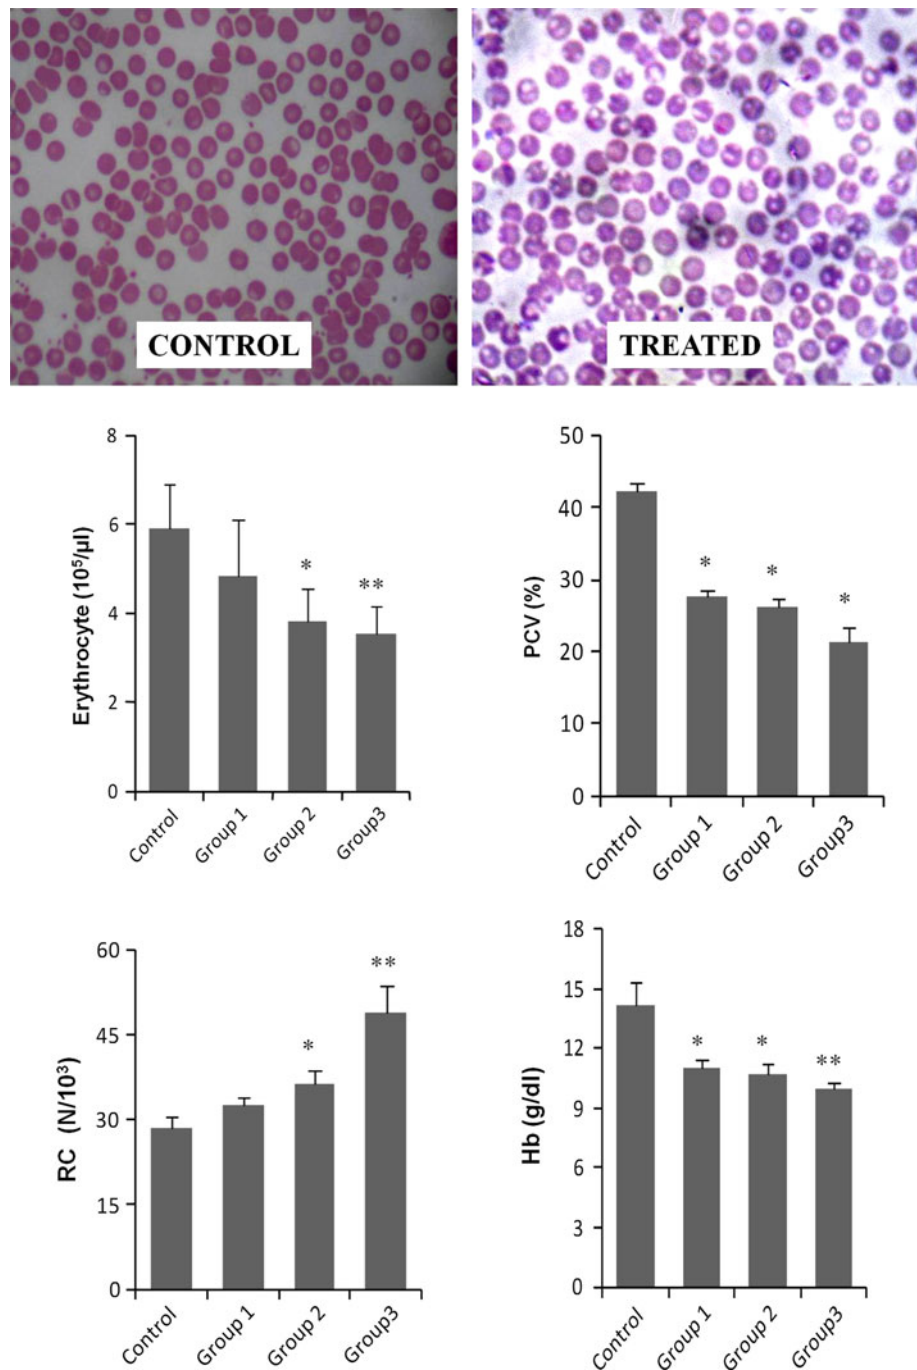 CONTROL
TREATED
Erythrocyte (10⁵/µl)
8
6
4
2
0
Control
Group 1
Group 2
Group3
*
**
PCV (%)
50
40
30
20
10
0
Control
Group 1
Group 2
Group3
*
*
*
RC (N/10³)
60
45
30
15
0
Control
Group 1
Group 2
Group3
*
**
Hb (g/dl)
18
15
12
9
6
3
0
Control
Group 1
Group 2
Group3
*
*
**